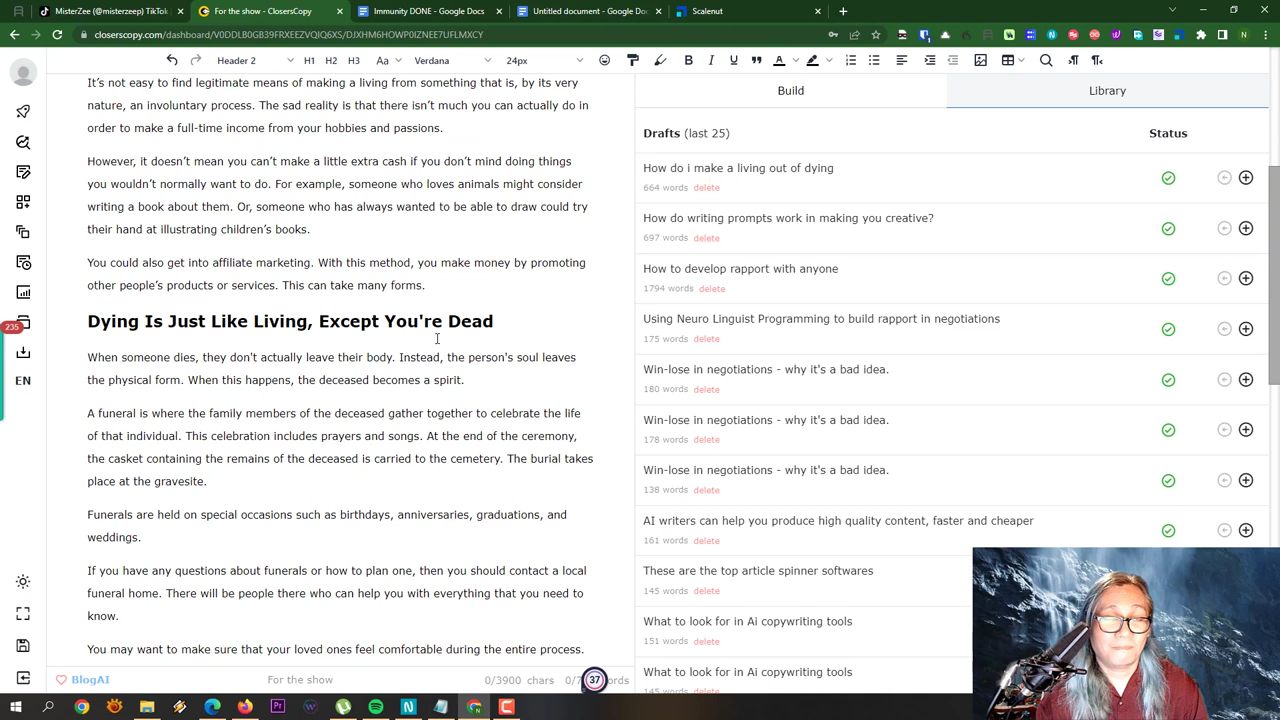 MisterZee (@misterzeep) TikTok
For the show - ClosersCopy
Immunity DONE - Google Docs
Untitled document - Google Doc
Scalenut
closerscopy.com/dashboard/V0DDLB0GB39FRXEEZVQIQ6XS/DJXHM6HOWP0IZNEE7UFLMXCY
Header 2
H1 H2 H3
Aa
Verdana
24px
B I U
It's not easy to find legitimate means of making a living from something that is, by its very
nature, an involuntary process. The sad reality is that there isn't much you can actually do in
order to make a full-time income from your hobbies and passions.
However, it doesn't mean you can't make a little extra cash if you don't mind doing things
you wouldn't normally want to do. For example, someone who loves animals might consider
writing a book about them. Or, someone who has always wanted to be able to draw could try
their hand at illustrating children's books.
You could also get into affiliate marketing. With this method, you make money by promoting
other people's products or services. This can take many forms.
Dying Is Just Like Living, Except You're Dead
When someone dies, they don't actually leave their body. Instead, the person's soul leaves
the physical form. When this happens, the deceased becomes a spirit.
A funeral is where the family members of the deceased gather together to celebrate the life
of that individual. This celebration includes prayers and songs. At the end of the ceremony,
the casket containing the remains of the deceased is carried to the cemetery. The burial takes
place at the gravesite.
Funerals are held on special occasions such as birthdays, anniversaries, graduations, and
weddings.
If you have any questions about funerals or how to plan one, then you should contact a local
funeral home. There will be people there who can help you with everything that you need to
know.
You may want to make sure that your loved ones feel comfortable during the entire process.
235
EN
BlogAI
For the show
0/3900 chars
37
Build
Library
Drafts (last 25)
Status
How do i make a living out of dying
664 words delete
How do writing prompts work in making you creative?
697 words delete
How to develop rapport with anyone
1794 words delete
Using Neuro Linguist Programming to build rapport in negotiations
175 words delete
Win-lose in negotiations - why it's a bad idea.
180 words delete
Win-lose in negotiations - why it's a bad idea.
178 words delete
Win-lose in negotiations - why it's a bad idea.
138 words delete
AI writers can help you produce high quality content, faster and cheaper
161 words delete
These are the top article spinner softwares
145 words delete
What to look for in Ai copywriting tools
151 words delete
What to look for in Ai copywriting tools
145 words delete